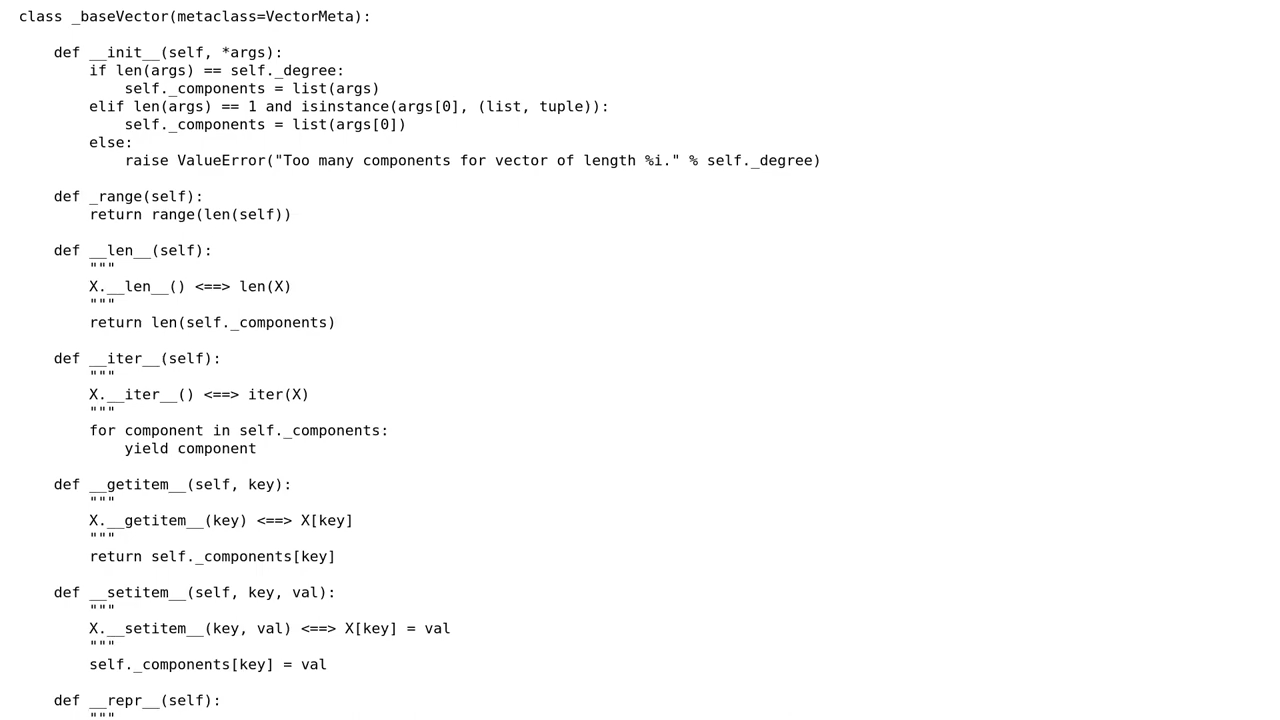 class _baseVector(metaclass=VectorMeta):

    def __init__(self, *args):
        if len(args) == self._degree:
            self._components = list(args)
        elif len(args) == 1 and isinstance(args[0], (list, tuple)):
            self._components = list(args[0])
        else:
            raise ValueError("Too many components for vector of length %i." % self._degree)

    def _range(self):
        return range(len(self))

    def __len__(self):
        """
        X.__len__() <==> len(X)
        """
        return len(self._components)

    def __iter__(self):
        """
        X.__iter__() <==> iter(X)
        """
        for component in self._components:
            yield component

    def __getitem__(self, key):
        """
        X.__getitem__(key) <==> X[key]
        """
        return self._components[key]

    def __setitem__(self, key, val):
        """
        X.__setitem__(key, val) <==> X[key] = val
        """
        self._components[key] = val

    def __repr__(self):
        """